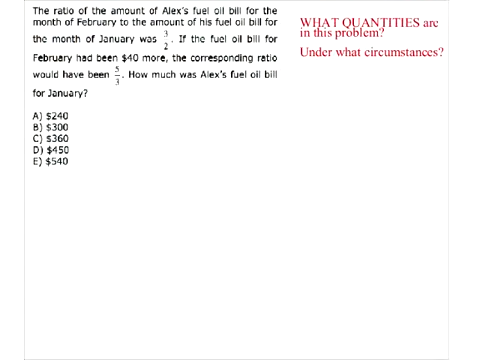 The ratio of the amount of Alex's fuel oil bill for the
month of February to the amount of his fuel oil bill for
the month of January was 3/2. If the fuel oil bill for
February had been $40 more, the corresponding ratio
would have been 5/3. How much was Alex's fuel oil bill
for January?
A) $240
B) $300
C) $360
D) $450
E) $540
WHAT QUANTITIES are
in this problem?
Under what circumstances?